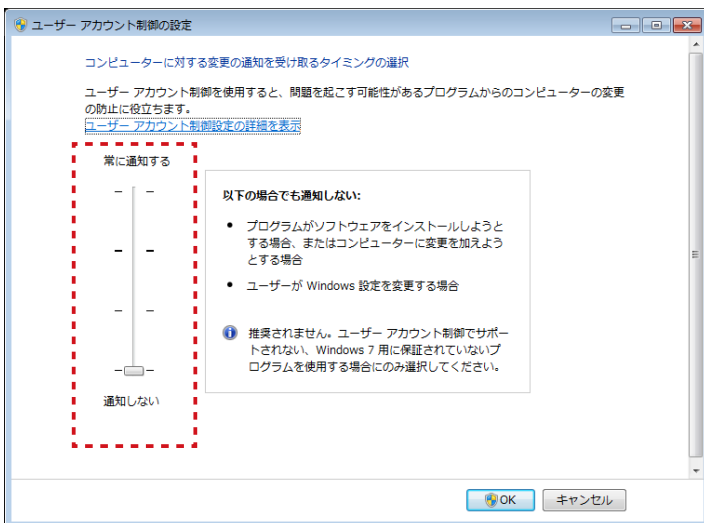 ユーザー アカウント制御の設定
コンピューターに対する変更の通知を受け取るタイミングの選択
ユーザー アカウント制御を使用すると、問題を起こす可能性があるプログラムからのコンピューターの変更
の防止に役立ちます。
ユーザー アカウント制御設定の詳細を表示
常に通知する
以下の場合でも通知しない:
• プログラムがソフトウェアをインストールしようと
する場合、またはコンピューターに変更を加えよう
とする場合
• ユーザーが Windows 設定を変更する場合
推奨されません。ユーザー アカウント制御でサポー
トされない、Windows 7 用に保証されていないプ
ログラムを使用する場合にのみ選択してください。
通知しない
OK
キャンセル